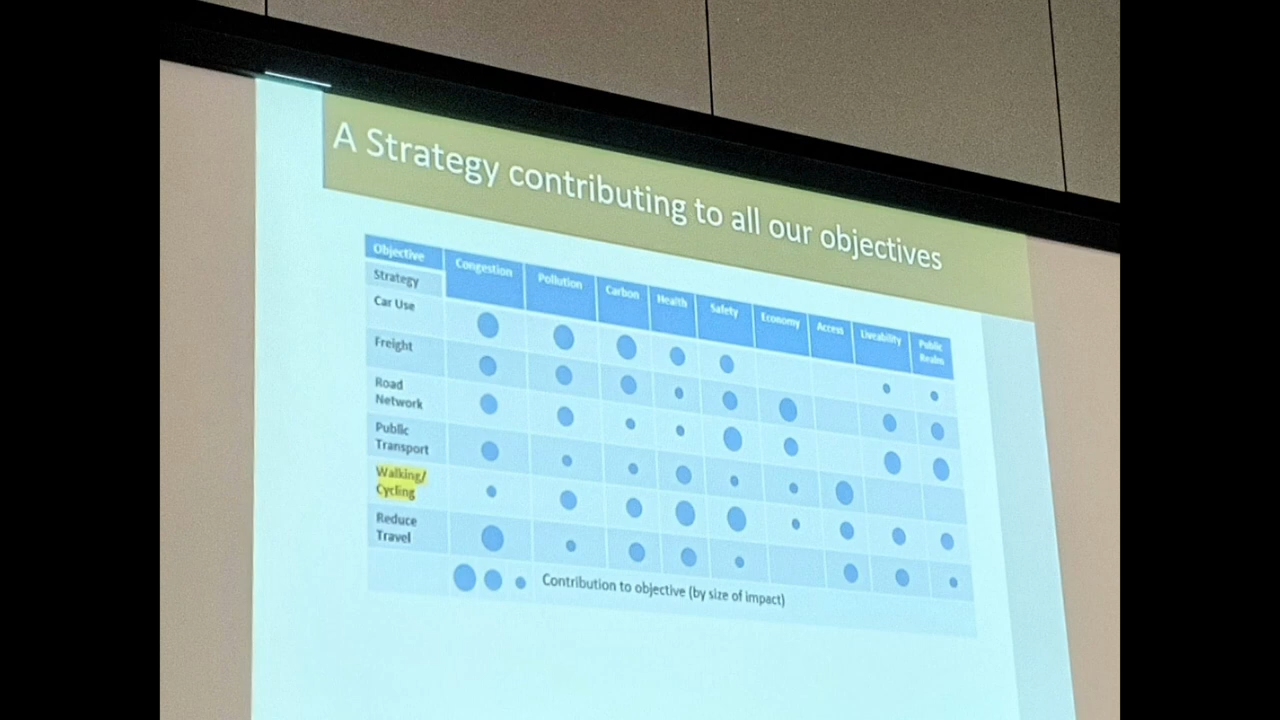 A Strategy contributing to all our objectives
Objective Congestion Pollution Carbon Health Safety Economy Access Liveability Public
Realm
Strategy
Car Use
Freight
Road
Network
Public
Transport
Walking/
Cycling
Reduce
Travel
Contribution to objective (by size of impact)